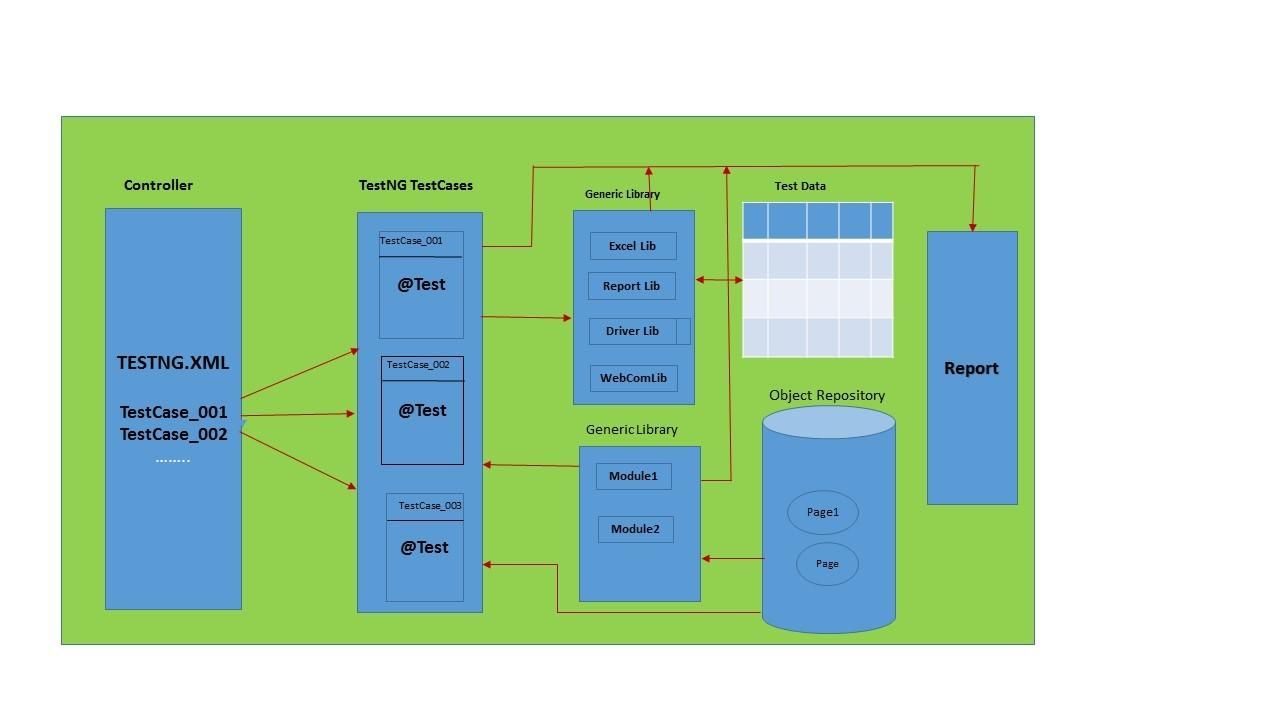 Controller
TESTNG.XML
TestCase_001
TestCase_002
........
TestNG TestCases
TestCase_001
@Test
TestCase_002
@Test
TestCase_003
@Test
Generic Library
Excel Lib
Report Lib
Driver Lib
WebComLib
Generic Library
Module1
Module2
Test Data
Object Repository
Page1
Page
Report